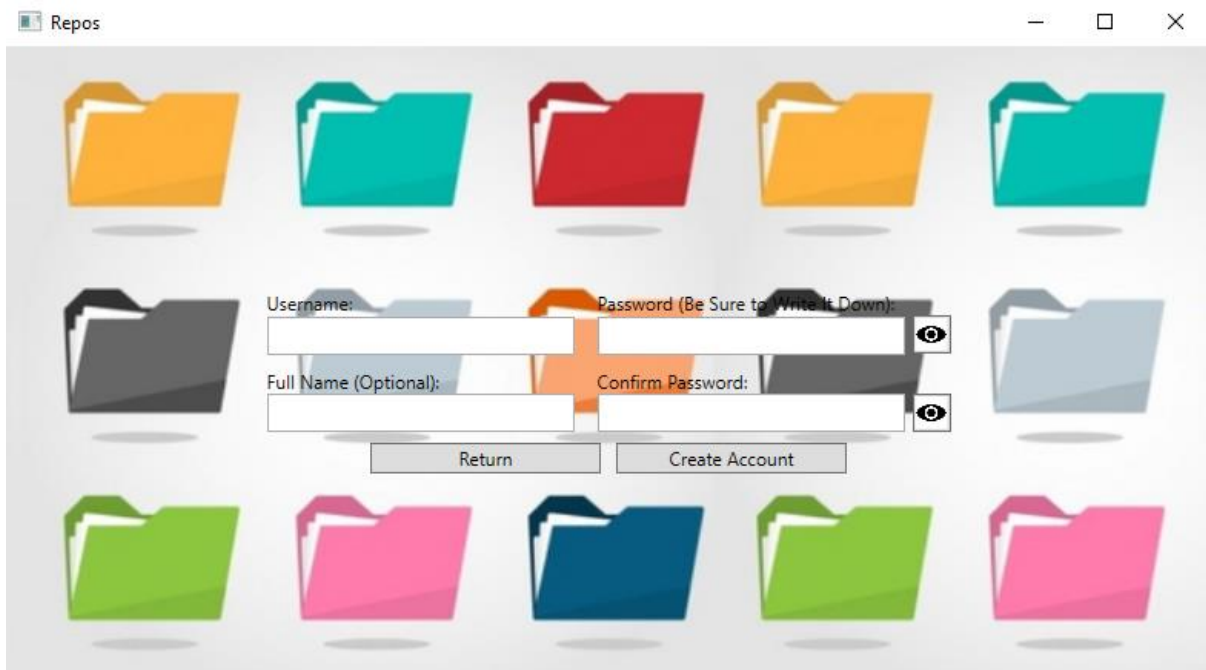 Repos
Username:
Password (Be Sure to Write It Down):
Full Name (Optional):
Confirm Password:
Return
Create Account